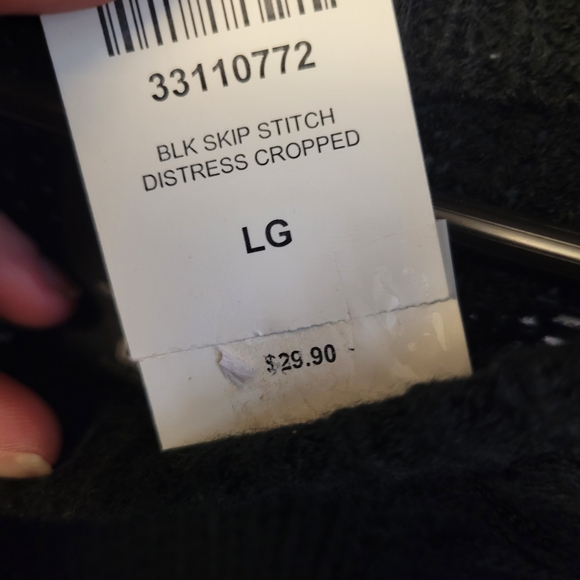 33110772
BLK SKIP STITCH
DISTRESS CROPPED
LG
$29.90